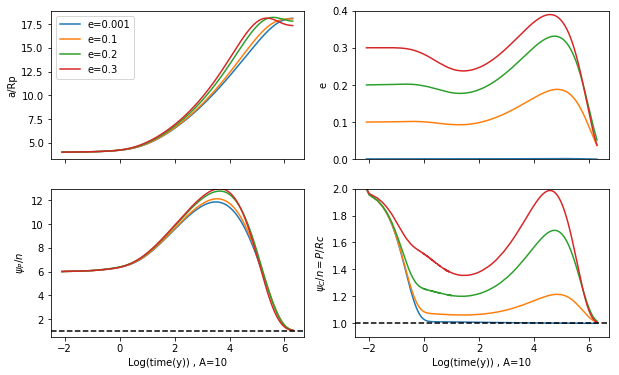 17.5
15.0
12.5
10.0
7.5
5.0
a/Rp
e=0.001
e=0.1
e=0.2
e=0.3
0.4
0.3
0.2
0.1
0.0
e
12
10
8
6
4
2
ψ_P/n
−2 0 2 4 6
Log(time(y)) , A=10
2.0
1.8
1.6
1.4
1.2
1.0
ψ_C/n = P/Rc
−2 0 2 4 6
Log(time(y)) , A=10